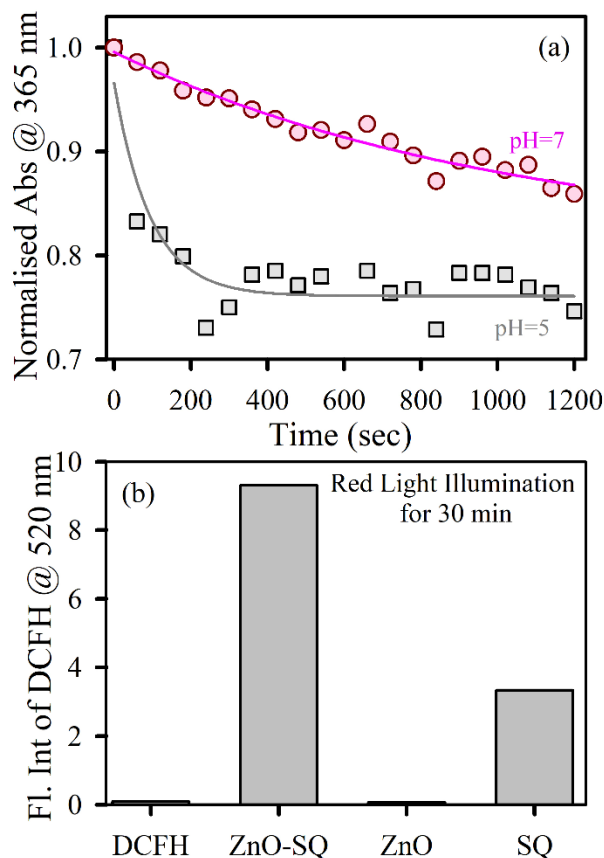 (a)
Normalised Abs @ 365 nm
1.0
0.9
0.8
0.7
pH=7
pH=5
0 200 400 600 800 1000 1200
Time (sec)
(b)
Red Light Illumination
for 30 min
Fl. Int of DCFH @ 520 nm
10
8
6
4
2
0
DCFH ZnO-SQ ZnO SQ